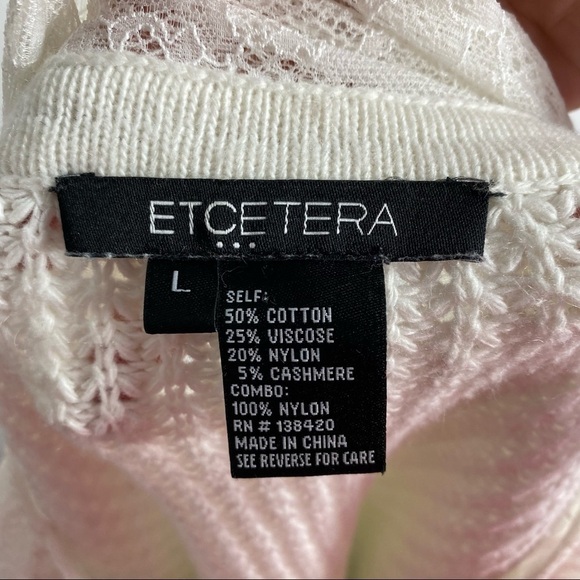 ETCETERA
L
SELF:
50% COTTON
25% VISCOSE
20% NYLON
5% CASHMERE
COMBO:
100% NYLON
RN # 138420
MADE IN CHINA
SEE REVERSE FOR CARE